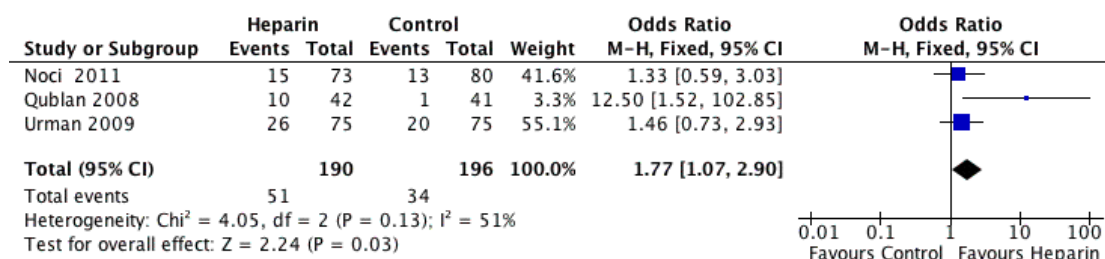 Heparin Control Odds Ratio Odds Ratio
Study or Subgroup Events Total Events Total Weight M-H, Fixed, 95% CI M-H, Fixed, 95% CI
Noci 2011 15 73 13 80 41.6% 1.33 [0.59, 3.03]
Qublan 2008 10 42 1 41 3.3% 12.50 [1.52, 102.85]
Urman 2009 26 75 20 75 55.1% 1.46 [0.73, 2.93]
Total (95% CI) 190 196 100.0% 1.77 [1.07, 2.90]
Total events 51 34
Heterogeneity: Chi² = 4.05, df = 2 (P = 0.13); I² = 51%
Test for overall effect: Z = 2.24 (P = 0.03)
0.01 0.1 1 10 100
Favours Control Favours Heparin